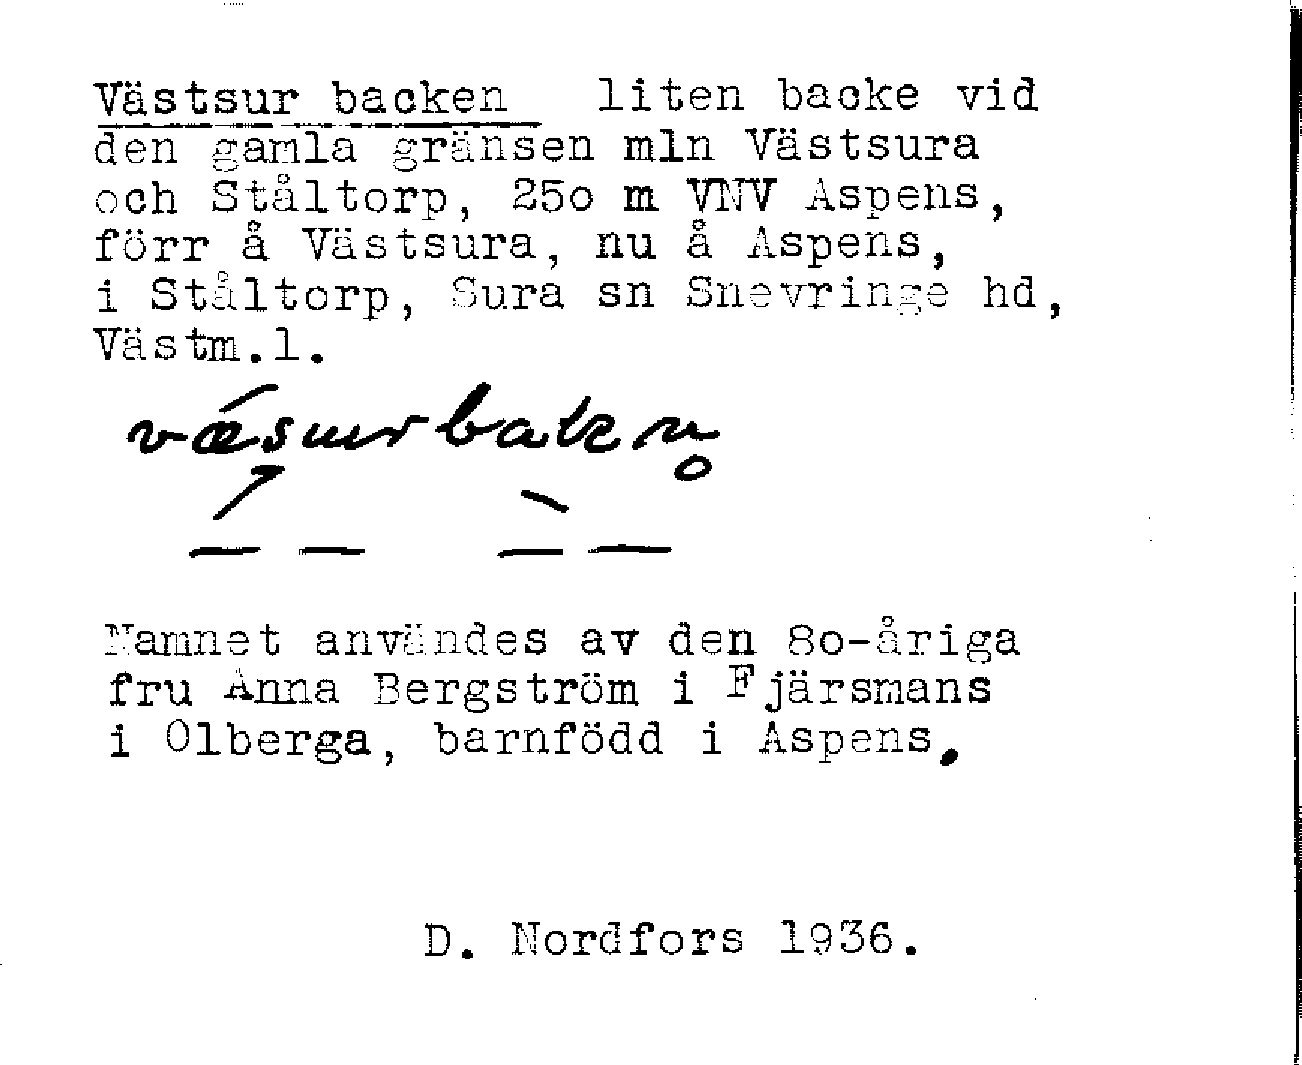 Västsur backen liten backe vid
den gamla gränsen mln Västsura
och Ståltorp, 25o m VNV Aspens,
förr å Västsura, nu å Aspens,
i Ståltorp, Sura sn Snevringe hd,
Västm.l.
Namnet användes av den 8o-åriga
fru Anna Bergström i Fjärsmans
i Olberga, barnfödd i Aspens.
D. Nordfors 1936.